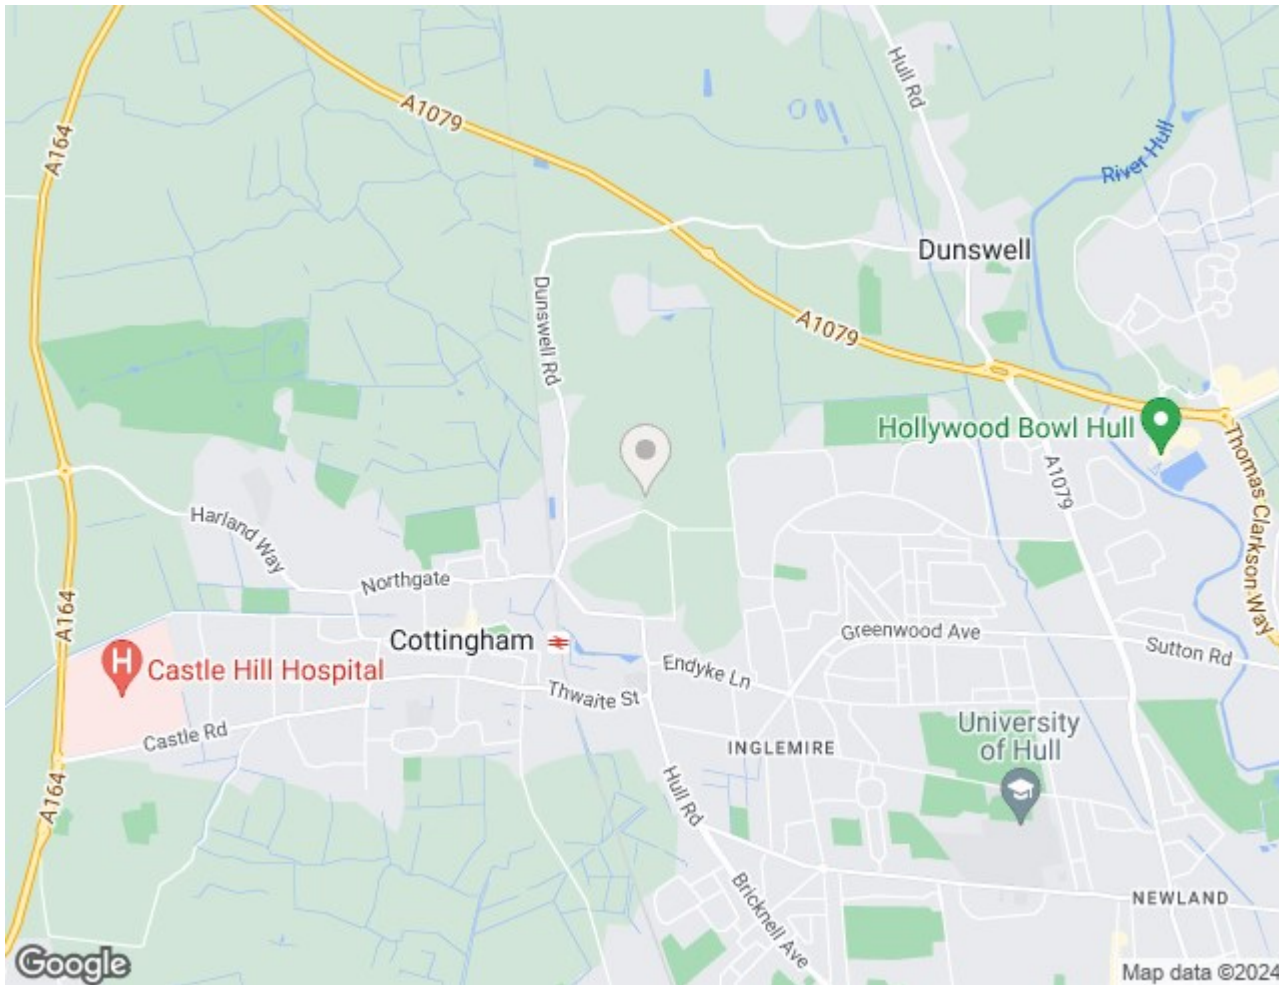 A1079
Hull Rd
A164
River Hull
Dunswell
Dunswell Rd
A1079
Hollywood Bowl Hull
A1079
Thomas Clarkson Way
Harland Way
Northgate
A164
Cottingham
Greenwood Ave
Sutton Rd
H
Castle Hill Hospital
Endyke Ln
Thwaite St
Castle Rd
University
of Hull
INGLEMIRE
A164
Hull Rd
Bricknell Ave
NEWLAND
Google
Map data ©2024